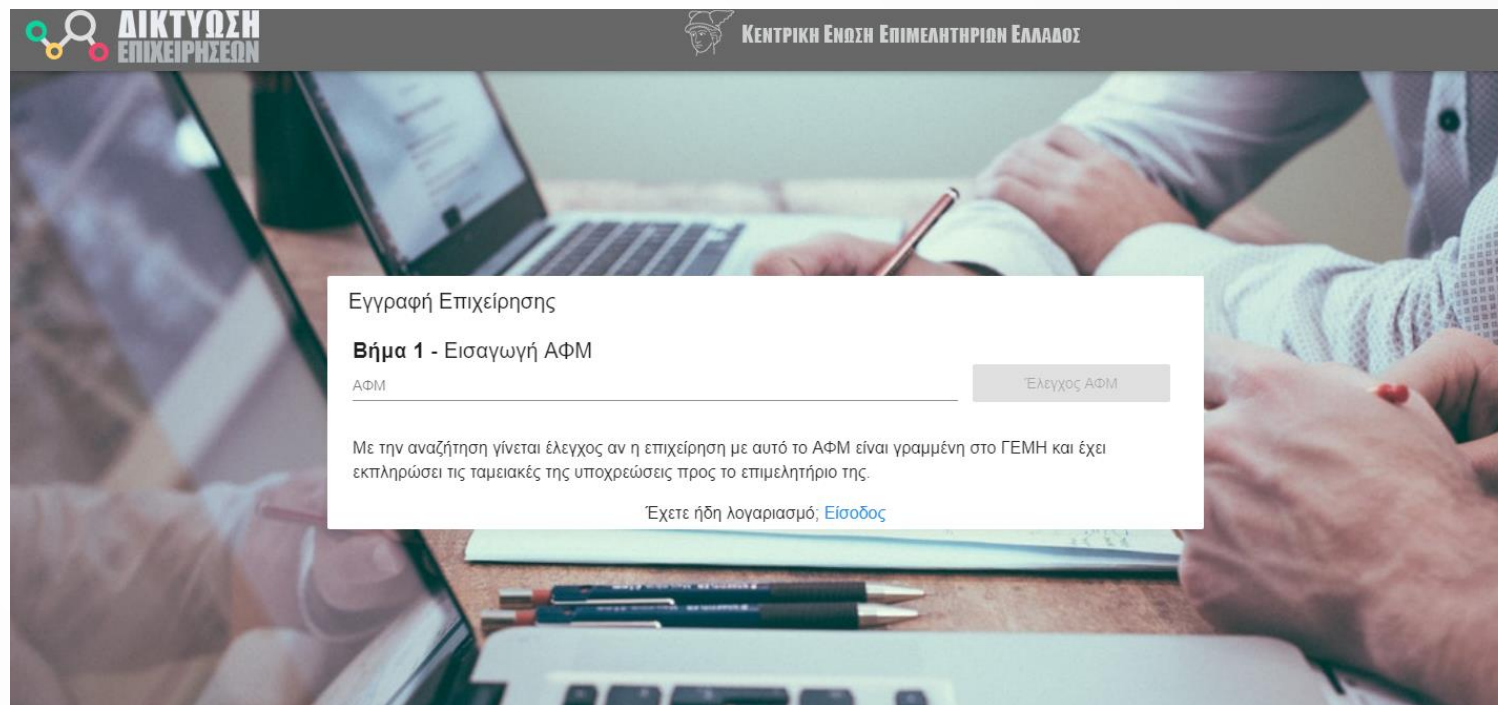 ΔΙΚΤΥΩΣΗ
ΕΠΙΧΕΙΡΗΣΕΩΝ
ΚΕΝΤΡΙΚΗ ΕΝΩΣΗ ΕΠΙΜΕΛΗΤΗΡΙΩΝ ΕΛΛΑΔΟΣ
Εγγραφή Επιχείρησης
Βήμα 1 - Εισαγωγή ΑΦΜ
ΑΦΜ
Έλεγχος ΑΦΜ
Με την αναζήτηση γίνεται έλεγχος αν η επιχείρηση με αυτό το ΑΦΜ είναι γραμμένη στο ΓΕΜΗ και έχει
εκπληρώσει τις ταμειακές της υποχρεώσεις προς το επιμελητήριο της.
Έχετε ήδη λογαριασμό; Είσοδος